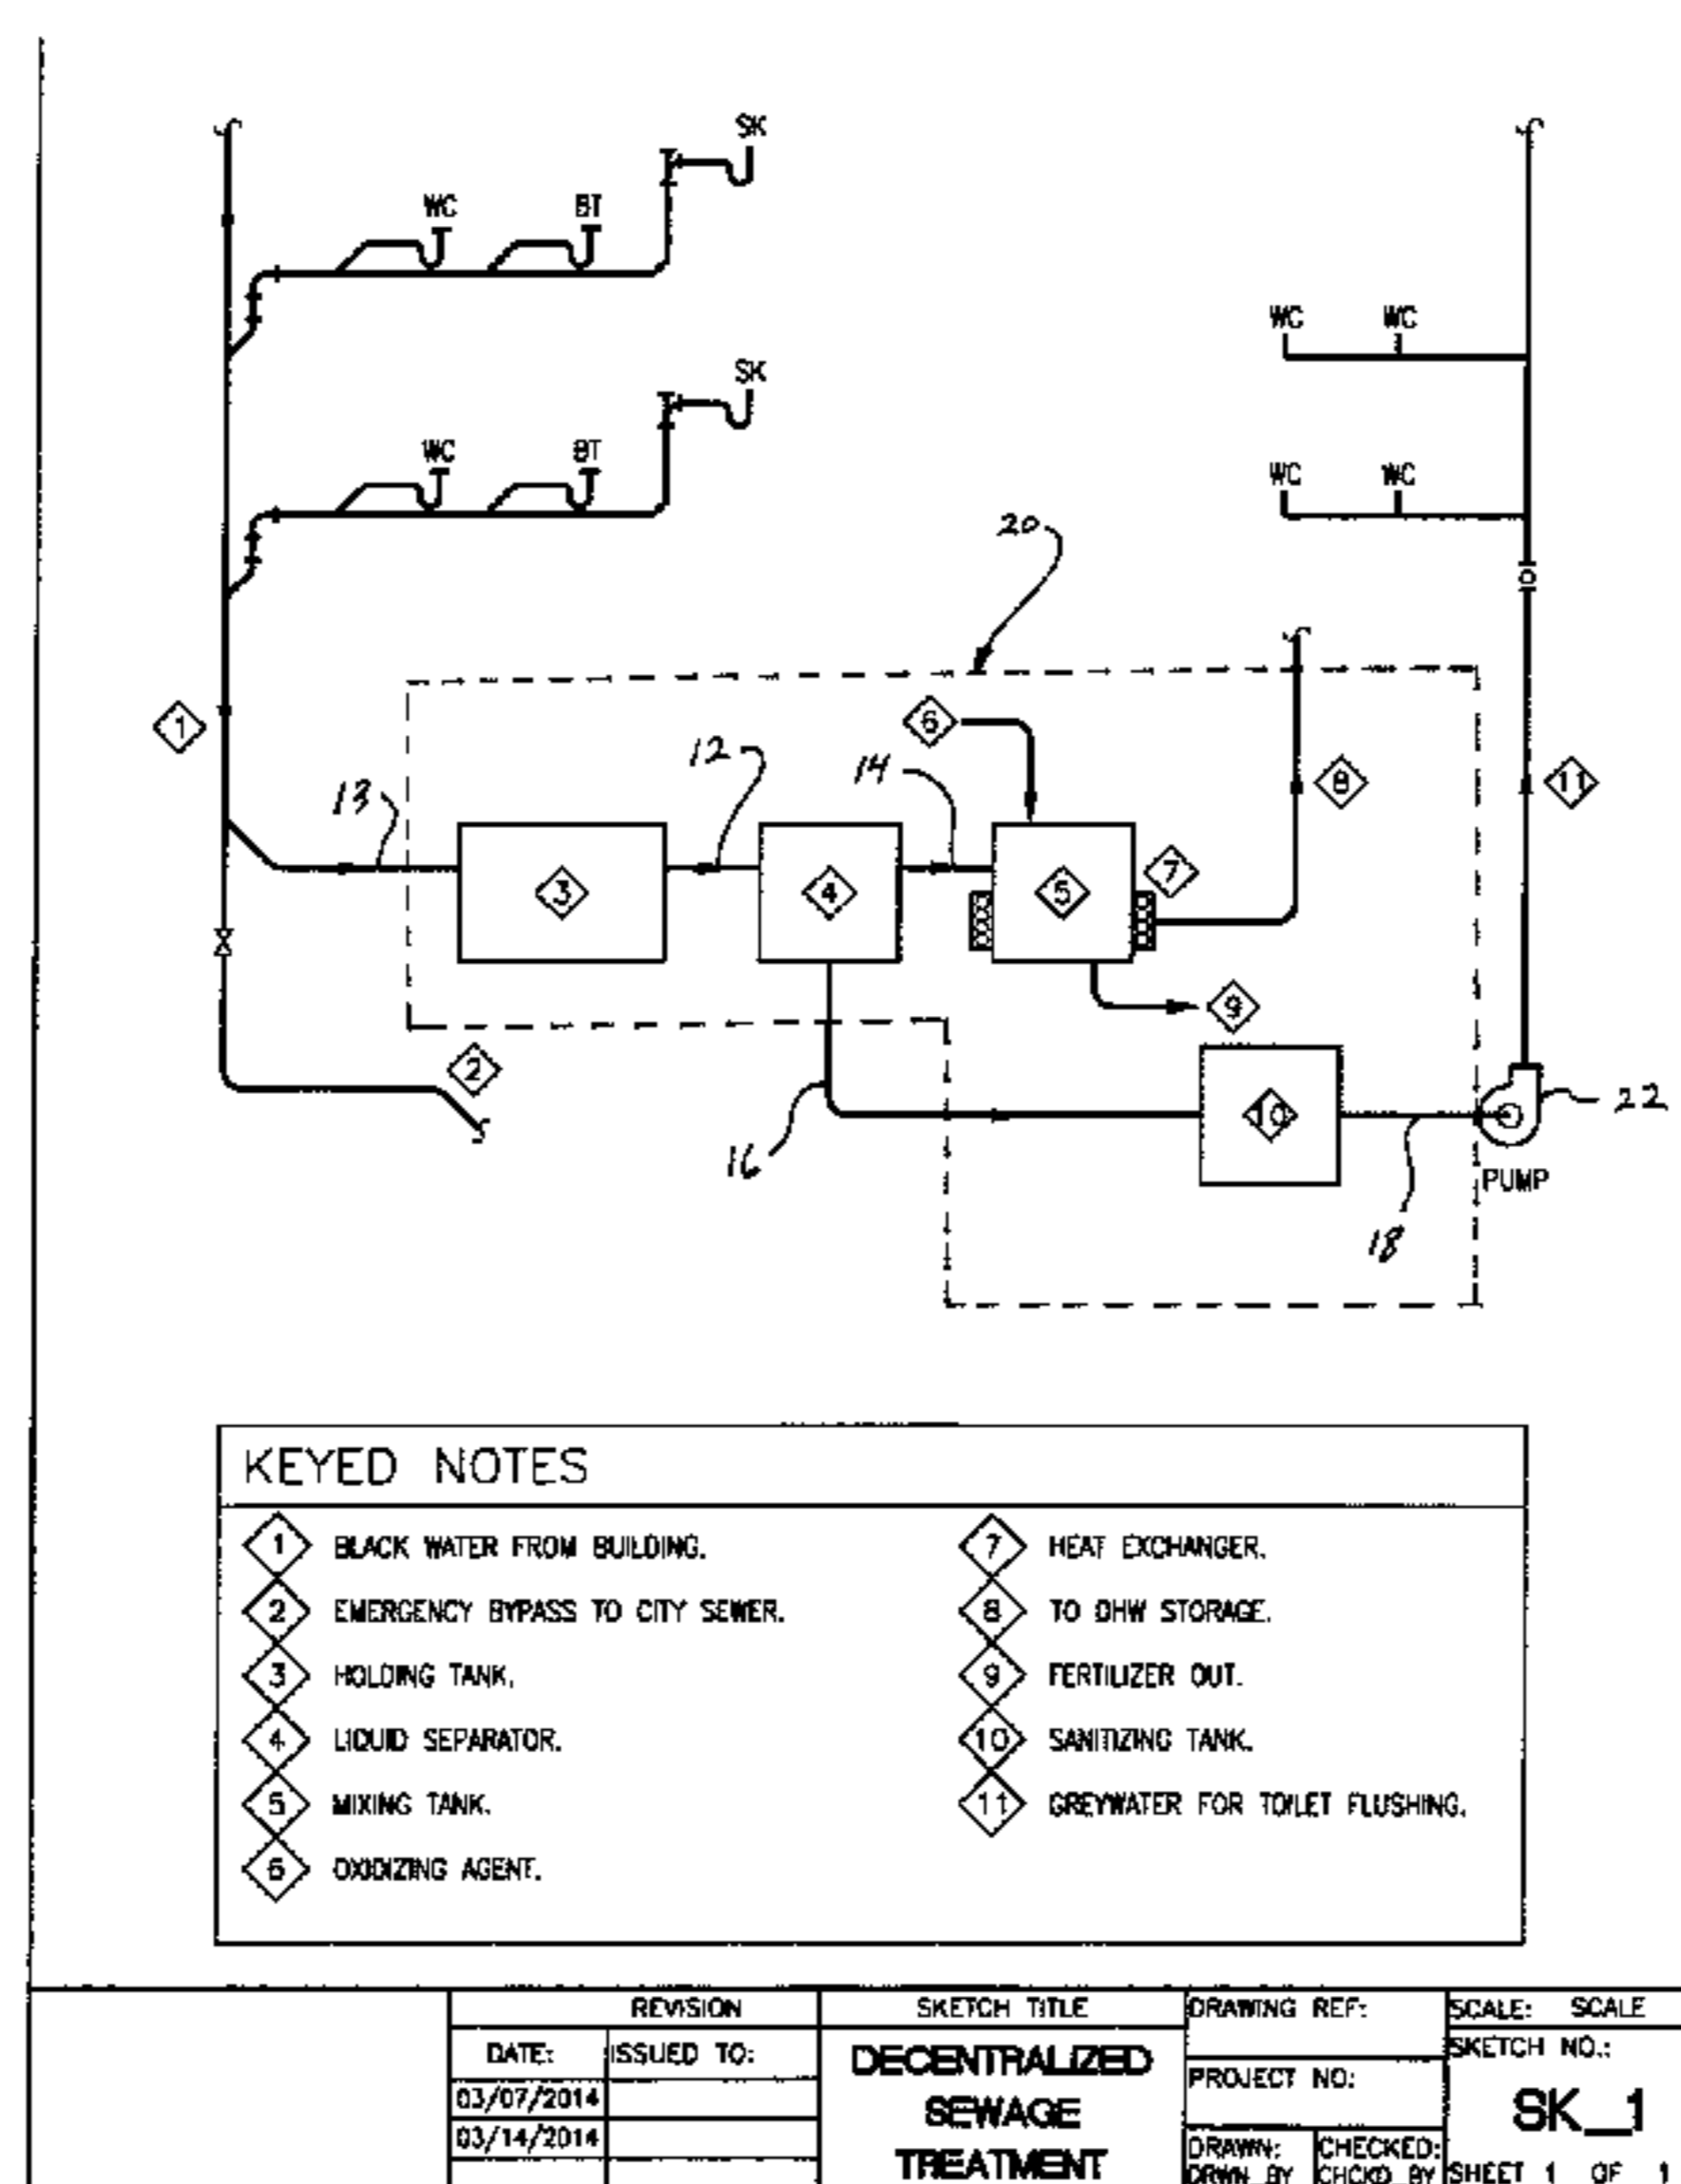 SK
WC BT
WC WC
SK
WC BT
WC WC
20
1
6
12
14
8
11
13
7
3
4
5
9
2
10
22
16
PUMP
18
KEYED NOTES
1 BLACK WATER FROM BUILDING.
2 EMERGENCY BYPASS TO CITY SEWER.
3 HOLDING TANK.
4 LIQUID SEPARATOR.
5 MIXING TANK.
6 OXIDIZING AGENT.
7 HEAT EXCHANGER.
8 TO DHW STORAGE.
9 FERTILIZER OUT.
10 SANITIZING TANK.
11 GREYWATER FOR TOILET FLUSHING.
REVISION
DATE: ISSUED TO:
03/07/2014
03/14/2014
SKETCH TITLE
DECENTRALIZED
SEWAGE
TREATMENT
DRAWING REF:
PROJECT NO:
DRAWN: CHECKED:
DRWN BY CHCKD BY
SCALE: SCALE
SKETCH NO.:
SK_1
SHEET 1 OF 1